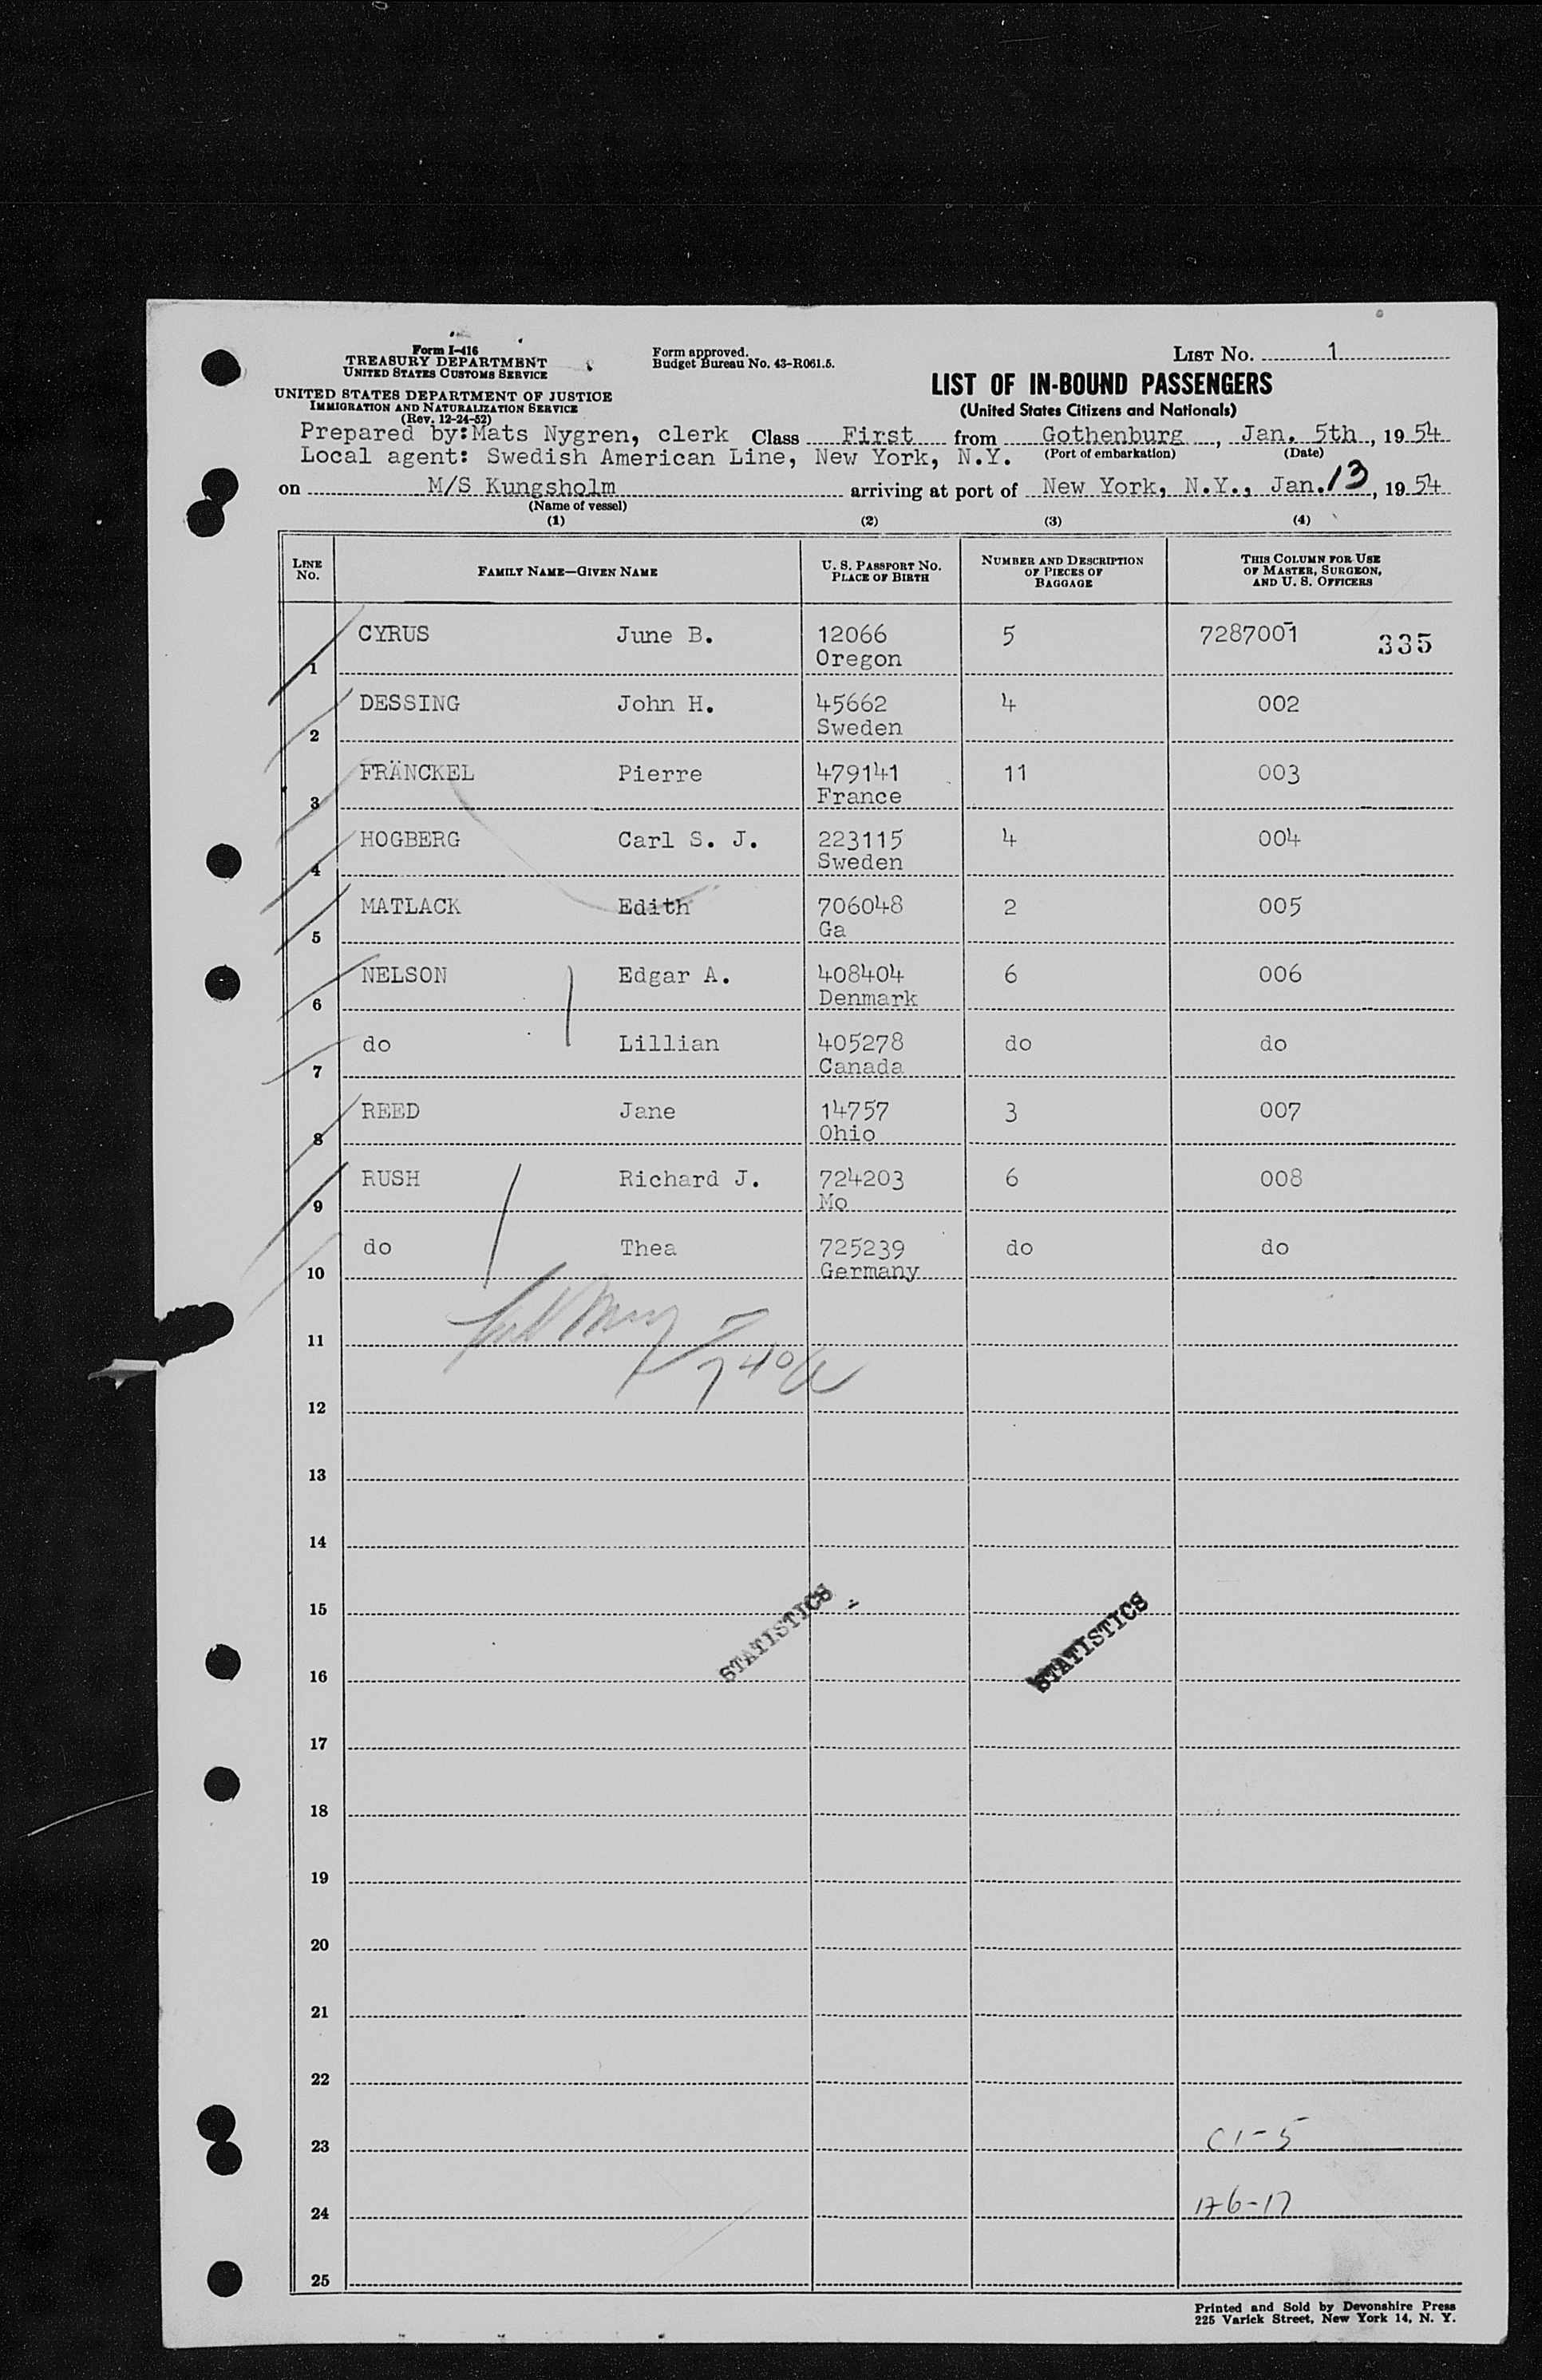 Form I-416
TREASURY DEPARTMENT
UNITED STATES CUSTOMS SERVICE
UNITED STATES DEPARTMENT OF JUSTICE
IMMIGRATION AND NATURALIZATION SERVICE
(Rev. 12-24-52)
Form approved.
Budget Bureau No. 43-R061.5.
LIST NO. 1
LIST OF IN-BOUND PASSENGERS
(United States Citizens and Nationals)
Prepared by: Mats Nygren, clerk Class First from Gothenburg, Jan. 5th, 1954
Local agent: Swedish American Line, New York, N.Y. (Port of embarkation) (Date)
on M/S Kungsholm arriving at port of New York, N.Y., Jan. 13, 1954
(Name of vessel)
(1) (2) (3) (4)
LINE NO. FAMILY NAME—GIVEN NAME U. S. PASSPORT NO. PLACE OF BIRTH NUMBER AND DESCRIPTION OF PIECES OF BAGGAGE THIS COLUMN FOR USE OF MASTER, SURGEON, AND U. S. OFFICERS
1 CYRUS June B. 12066 5 7287001 335
Oregon
2 DESSING John H. 45662 4 002
Sweden
3 FRÄNCKEL Pierre 479141 11 003
France
4 HOGBERG Carl S. J. 223115 4 004
Sweden
5 MATLACK Edith 706048 2 005
Ga
6 NELSON Edgar A. 408404 6 006
Denmark
7 do Lillian 405278 do do
Canada
8 REED Jane 14757 3 007
Ohio
9 RUSH Richard J. 724203 6 008
Mo
10 do Thea 725239 do do
Germany
11
12
13
14
15
STATISTICS STATISTICS
16
17
18
19
20
21
22
23 C1-5
24
25
Printed and Sold by Devonshire Press
225 Varick Street, New York 14, N. Y.